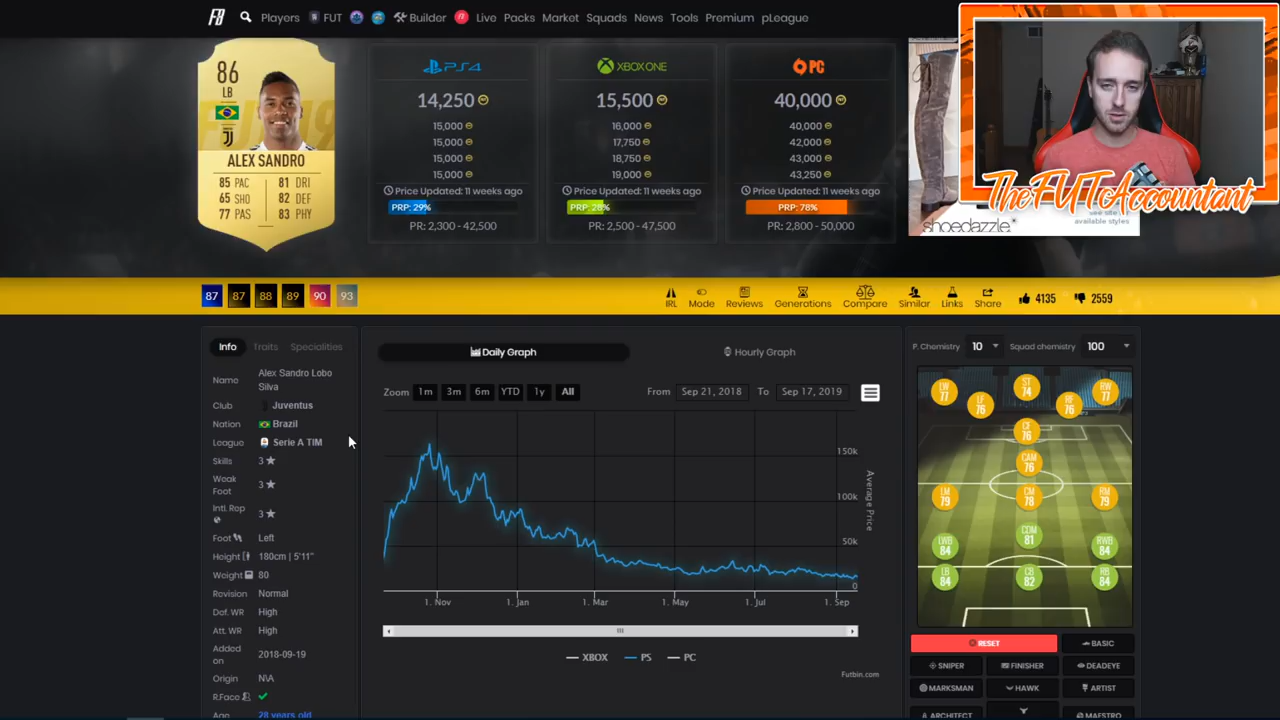 F8 Players FUT Builder Live Packs Market Squads News Tools Premium pLeague
86
LB
ALEX SANDRO
85 PAC 81 DRI
65 SHO 82 DEF
77 PAS 83 PHY
PS4
14,250
15,000
15,000
15,000
15,000
Price Updated: 11 weeks ago
PRP: 29%
PR: 2,300 - 42,500
XBOX ONE
15,500
16,000
17,750
18,750
19,000
Price Updated: 11 weeks ago
PRP: 28%
PR: 2,500 - 47,500
PC
40,000
40,000
42,000
43,000
43,250
Price Updated: 11 weeks ago
PRP: 78%
PR: 2,800 - 50,000
TheFUTAccountant
shoedazzle
available styles
87 87 88 89 90 93
IRL Mode Reviews Generations Compare Similar Links Share 4135 2559
Info Traits Specialities
Name Alex Sandro Lobo Silva
Club Juventus
Nation Brazil
League Serie A TIM
Skills 3
Weak Foot 3
Intl. Rep 3
Foot Left
Height 180cm | 5'11"
Weight 80
Revision Normal
Def. WR High
Att. WR High
Added on 2018-09-19
Origin N\A
R.Face
Age 28 years old
Daily Graph Hourly Graph
Zoom 1m 3m 6m YTD 1y All From Sep 21, 2018 To Sep 17, 2019
150k
100k
50k
0
Average Price
1. Nov 1. Jan 1. Mar 1. May 1. Jul 1. Sep
XBOX PS PC
Futbin.com
P. Chemistry 10 Squad chemistry 100
LW 77
ST 74
RW 77
LF 76
RF 76
CF 76
CAM 76
LM 79
CM 78
RM 79
CDM 81
LWB 84
RWB 84
LB 84
CB 82
RB 84
RESET BASIC
SNIPER FINISHER DEADEYE
MARKSMAN HAWK ARTIST
ARCHITECT MAESTRO